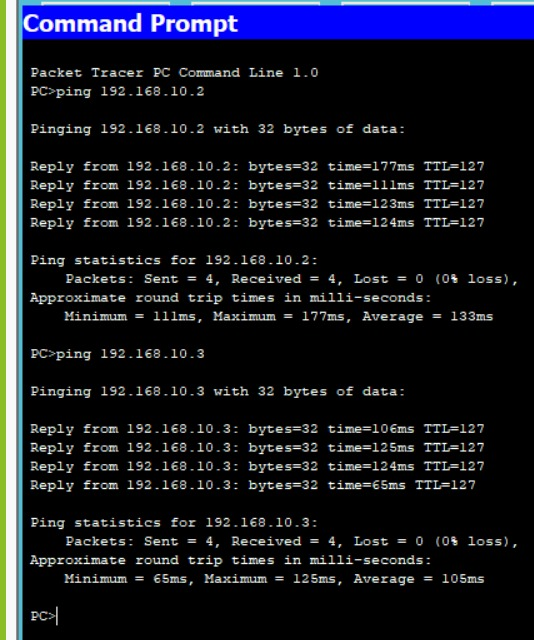 Command Prompt
Packet Tracer PC Command Line 1.0
PC>ping 192.168.10.2
Pinging 192.168.10.2 with 32 bytes of data:
Reply from 192.168.10.2: bytes=32 time=177ms TTL=127
Reply from 192.168.10.2: bytes=32 time=111ms TTL=127
Reply from 192.168.10.2: bytes=32 time=123ms TTL=127
Reply from 192.168.10.2: bytes=32 time=124ms TTL=127
Ping statistics for 192.168.10.2:
Packets: Sent = 4, Received = 4, Lost = 0 (0% loss),
Approximate round trip times in milli-seconds:
Minimum = 111ms, Maximum = 177ms, Average = 133ms
PC>ping 192.168.10.3
Pinging 192.168.10.3 with 32 bytes of data:
Reply from 192.168.10.3: bytes=32 time=106ms TTL=127
Reply from 192.168.10.3: bytes=32 time=125ms TTL=127
Reply from 192.168.10.3: bytes=32 time=124ms TTL=127
Reply from 192.168.10.3: bytes=32 time=65ms TTL=127
Ping statistics for 192.168.10.3:
Packets: Sent = 4, Received = 4, Lost = 0 (0% loss),
Approximate round trip times in milli-seconds:
Minimum = 65ms, Maximum = 125ms, Average = 105ms
PC>